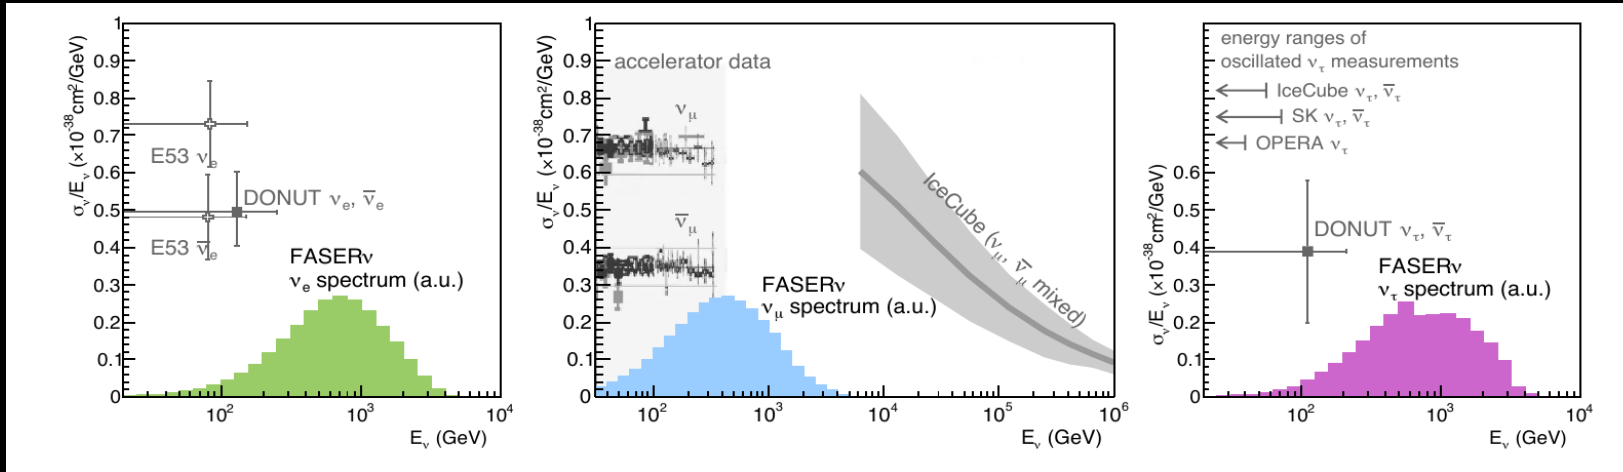 σν/Eν (×10-38cm2/GeV)
1
0.9
0.8
0.7
0.6
0.5
0.4
0.3
0.2
0.1
0
E53 νe
DONUT νe, ν̅e
E53 ν̅e
FASERν
νe spectrum (a.u.)
10²
10³
10⁴
Eν (GeV)
σν/Eν (×10-38cm2/GeV)
1
0.9
0.8
0.7
0.6
0.5
0.4
0.3
0.2
0.1
0
accelerator data
νμ
ν̅μ
IceCube (νμ, ν̅μ mixed)
FASERν
νμ spectrum (a.u.)
10²
10³
10⁴
10⁵
10⁶
Eν (GeV)
energy ranges of
oscillated ντ measurements
IceCube ντ, ν̅τ
SK ντ, ν̅τ
OPERA ντ
σν/Eν (×10-38cm2/GeV)
0.6
0.5
0.4
0.3
0.2
0.1
0
DONUT ντ, ν̅τ
FASERν
ντ spectrum (a.u.)
10²
10³
10⁴
Eν (GeV)